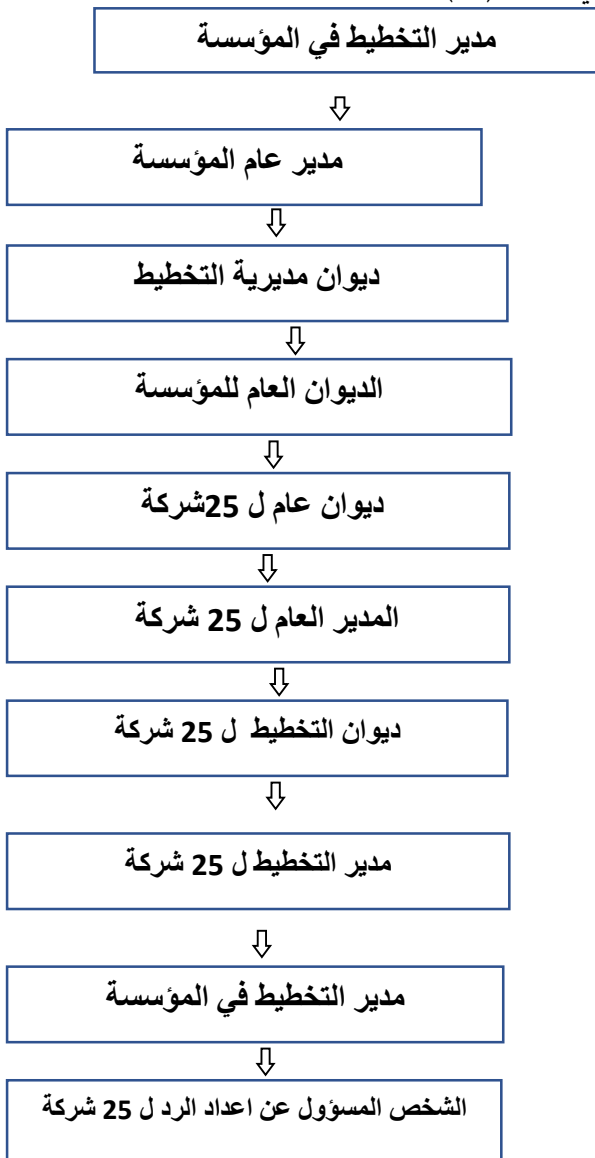 مدير التخطيط في المؤسسة
مدير عام المؤسسة
ديوان مديرية التخطيط
الديوان العام للمؤسسة
ديوان عام ل 25شركة
المدير العام ل 25 شركة
ديوان التخطيط ل 25 شركة
مدير التخطيط ل 25 شركة
مدير التخطيط في المؤسسة
الشخص المسؤول عن اعداد الرد ل 25 شركة